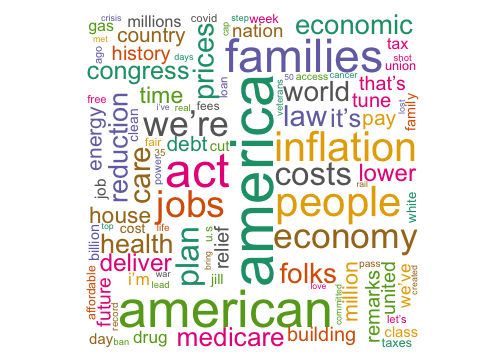 crisis
covid
step
week
gas
millions
cap
tax
country
prices
nation
economic
met
ago
history
days
families
shot
union
congress
loan
50
access
cancer
that's
time
fees
world
veterans
tune
free
i've
real
america
lost
family
energy
reduction
clean
we're
law
it's
pay
fair
debt
cut
inflation
job
care
power
35
act
costs
lower
rail
house
jobs
people
white
top
cost
life
billion
health
plan
u.s
relief
economy
deliver
war
bring
folks
pass
affordable
future
i'm
lead
jill
love
committed
million
remarks
united
we've
created
record
american
let's
day
ban
drug
medicare
building
class
taxes